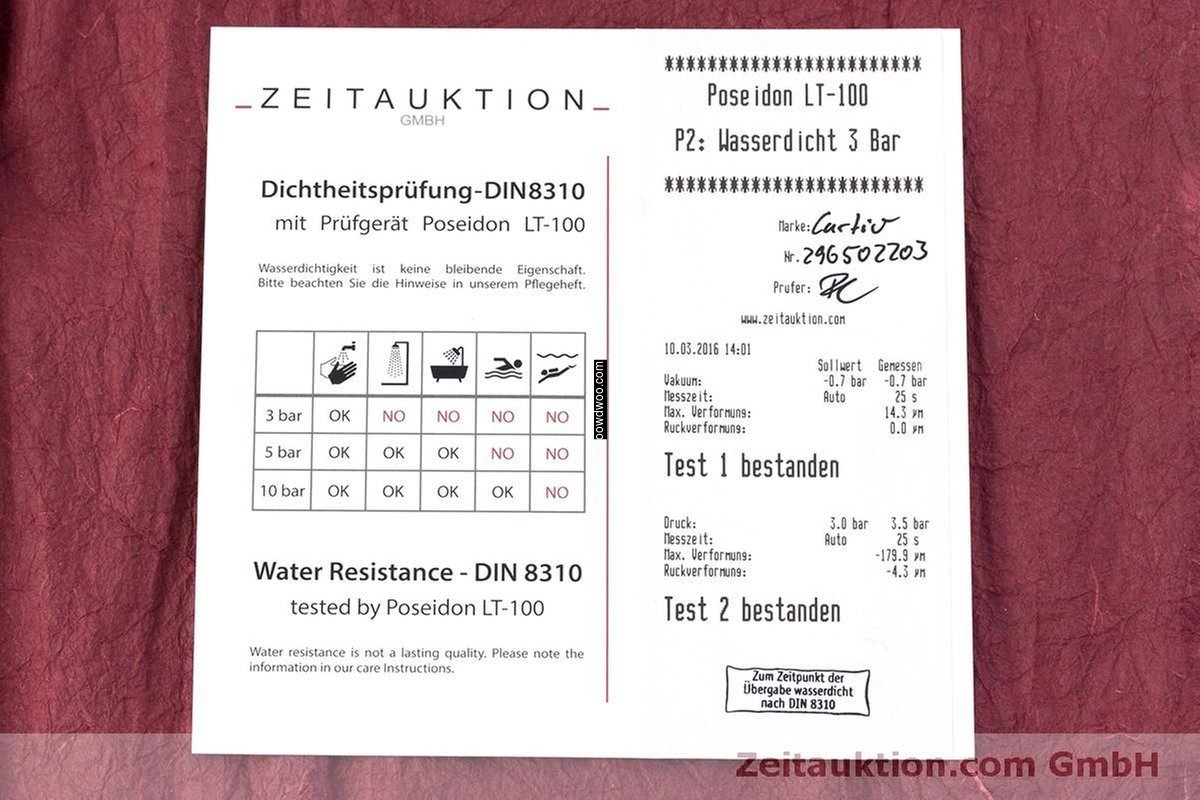 ZEITAUKTION
GMBH
Dichtheitsprüfung-DIN8310
mit Prüfgerät Poseidon LT-100
Wasserdichtigkeit ist keine bleibende Eigenschaft.
Bitte beachten Sie die Hinweise in unserem Pflegeheft.
3 bar OK NO NO NO NO
5 bar OK OK OK NO NO
10 bar OK OK OK OK NO
Water Resistance - DIN 8310
tested by Poseidon LT-100
Water resistance is not a lasting quality. Please note the
information in our care Instructions.
powdwoo.com
Poseidon LT-100
P2: Wasserdicht 3 Bar
Marke: Cartier
Nr. 296502203
Prufer:
www.zeitauktion.com
10.03.2016 14:01
Sollwert Gemessen
Vakuum: -0.7 bar -0.7 bar
Messzeit: Auto 25 s
Max. Verformung: 14.3 µm
Ruckverformung: 0.0 µm
Test 1 bestanden
Druck: 3.0 bar 3.5 bar
Messzeit: Auto 25 s
Max. Verformung: -179.9 µm
Ruckverformung: -4.3 µm
Test 2 bestanden
Zum Zeitpunkt der
Übergabe wasserdicht
nach DIN 8310
Zeitauktion.com GmbH